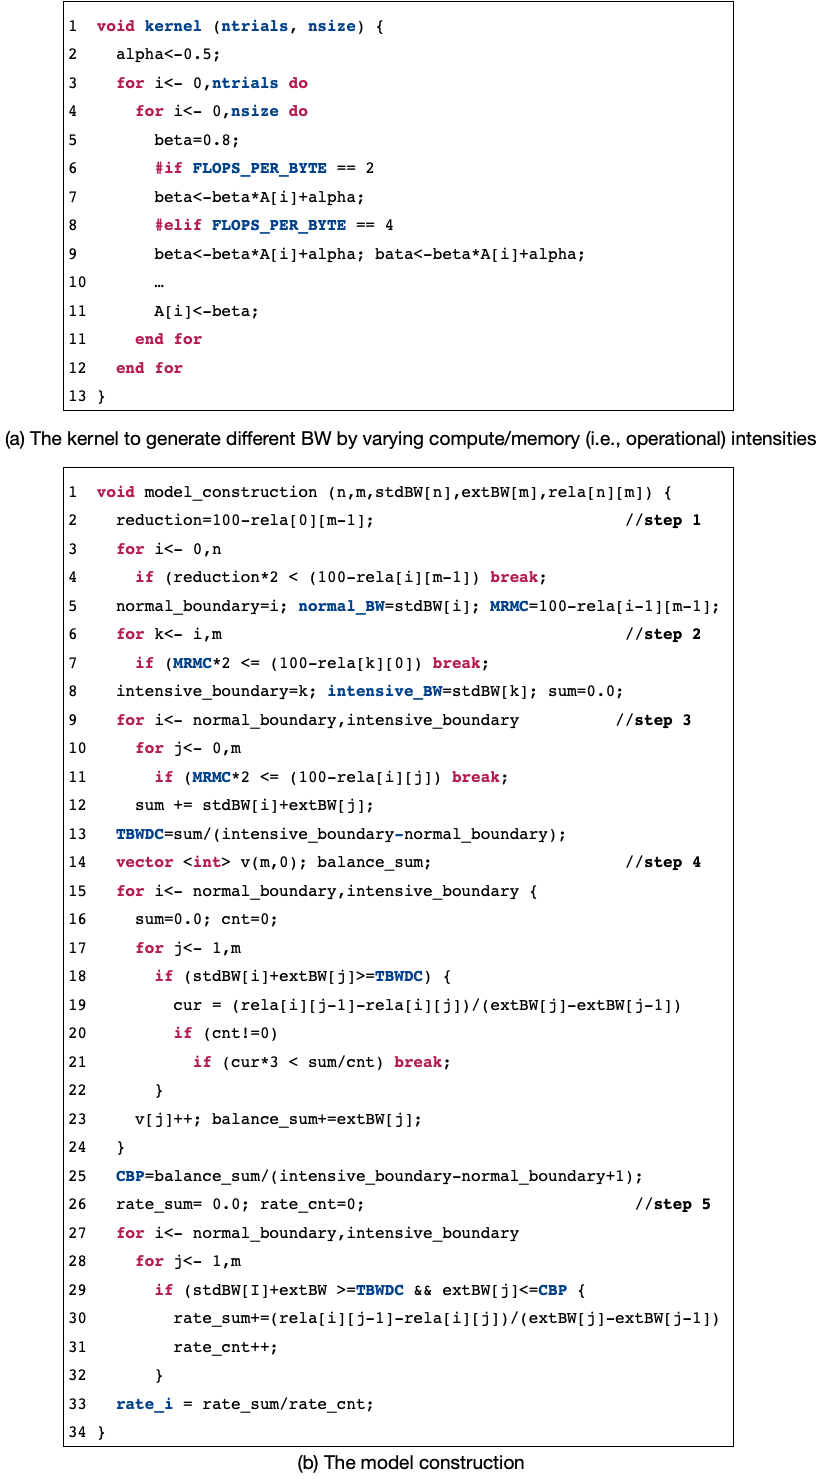 1 void kernel (ntrials, nsize) {
2 alpha<-0.5;
3 for i<- 0,ntrials do
4 for i<- 0,nsize do
5 beta=0.8;
6 #if FLOPS_PER_BYTE == 2
7 beta<-beta*A[i]+alpha;
8 #elif FLOPS_PER_BYTE == 4
9 beta<-beta*A[i]+alpha; bata<-beta*A[i]+alpha;
10 …
11 A[i]<-beta;
11 end for
12 end for
13 }
(a) The kernel to generate different BW by varying compute/memory (i.e., operational) intensities
1 void model_construction (n,m,stdBW[n],extBW[m],rela[n][m]) {
2 reduction=100-rela[0][m-1]; //step 1
3 for i<- 0,n
4 if (reduction*2 < (100-rela[i][m-1]) break;
5 normal_boundary=i; normal_BW=stdBW[i]; MRMC=100-rela[i-1][m-1];
6 for k<- i,m //step 2
7 if (MRMC*2 <= (100-rela[k][0]) break;
8 intensive_boundary=k; intensive_BW=stdBW[k]; sum=0.0;
9 for i<- normal_boundary,intensive_boundary //step 3
10 for j<- 0,m
11 if (MRMC*2 <= (100-rela[i][j]) break;
12 sum += stdBW[i]+extBW[j];
13 TBWDC=sum/(intensive_boundary-normal_boundary);
14 vector <int> v(m,0); balance_sum; //step 4
15 for i<- normal_boundary,intensive_boundary {
16 sum=0.0; cnt=0;
17 for j<- 1,m
18 if (stdBW[i]+extBW[j]>=TBWDC) {
19 cur = (rela[i][j-1]-rela[i][j])/(extBW[j]-extBW[j-1])
20 if (cnt!=0)
21 if (cur*3 < sum/cnt) break;
22 }
23 v[j]++; balance_sum+=extBW[j];
24 }
25 CBP=balance_sum/(intensive_boundary-normal_boundary+1);
26 rate_sum= 0.0; rate_cnt=0; //step 5
27 for i<- normal_boundary,intensive_boundary
28 for j<- 1,m
29 if (stdBW[I]+extBW >=TBWDC && extBW[j]<=CBP {
30 rate_sum+=(rela[i][j-1]-rela[i][j])/(extBW[j]-extBW[j-1])
31 rate_cnt++;
32 }
33 rate_i = rate_sum/rate_cnt;
34 }
(b) The model construction